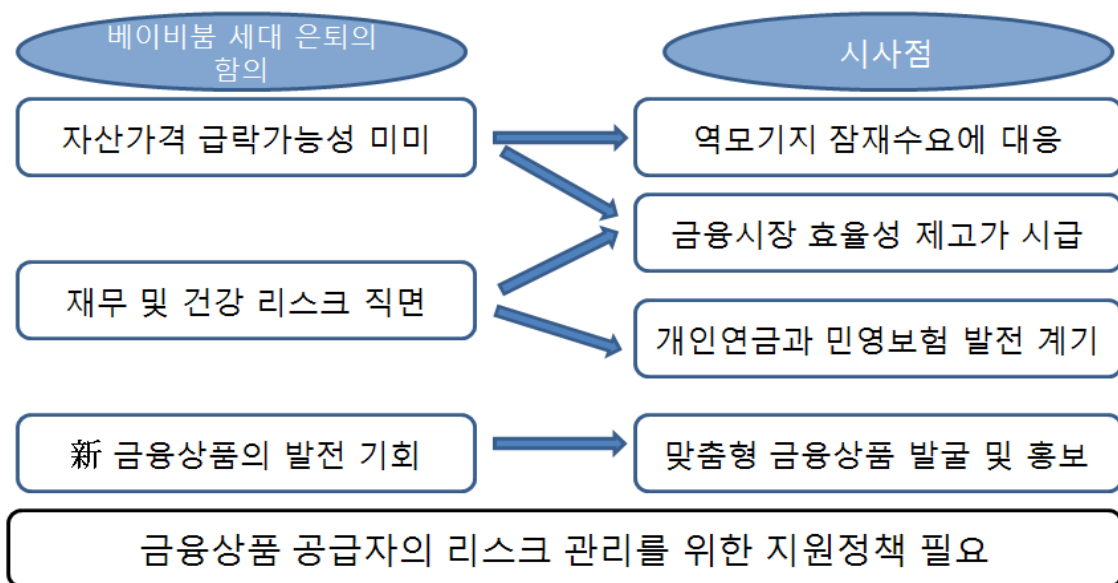 베이비붐 세대 은퇴의
함의
시사점
자산가격 급락가능성 미미
역모기지 잠재수요에 대응
금융시장 효율성 제고가 시급
재무 및 건강 리스크 직면
개인연금과 민영보험 발전 계기
新 금융상품의 발전 기회
맞춤형 금융상품 발굴 및 홍보
금융상품 공급자의 리스크 관리를 위한 지원정책 필요